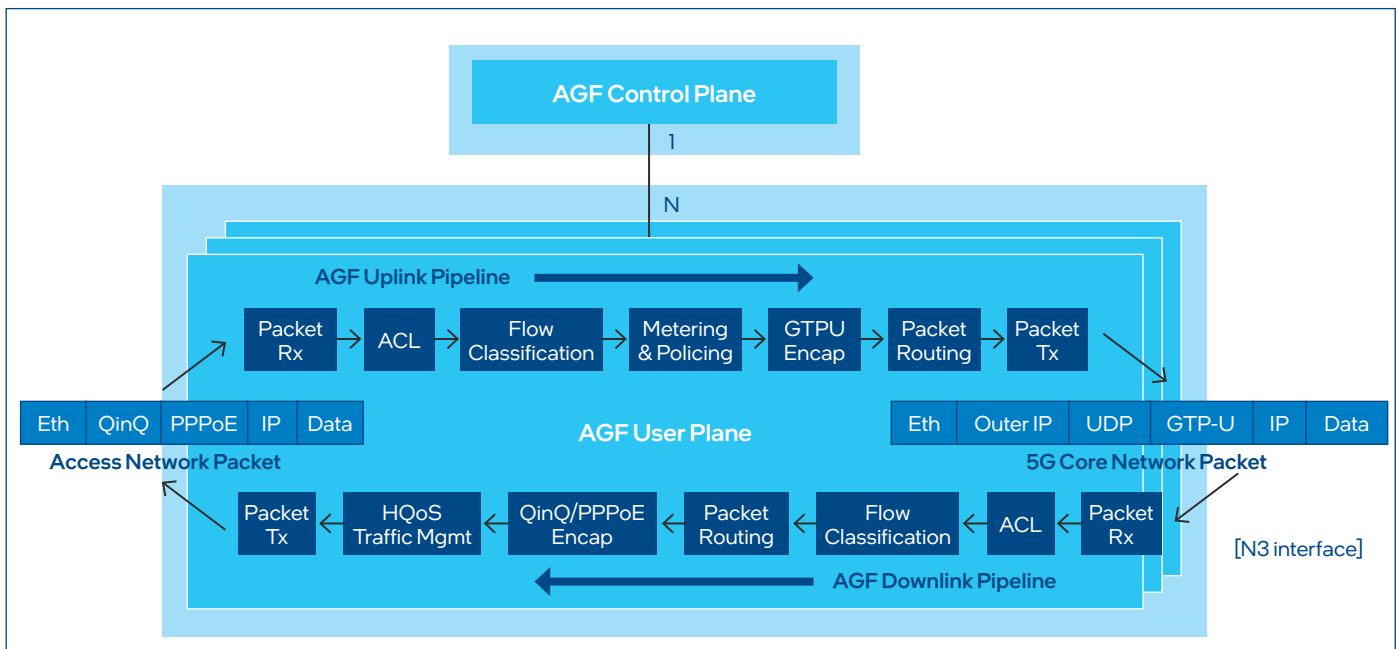 AGF Control Plane
1
N
AGF Uplink Pipeline
Packet
Rx
ACL
Flow
Classification
Metering
& Policing
GTPU
Encap
Packet
Routing
Packet
Tx
Eth QinQ PPPoE IP Data
Access Network Packet
AGF User Plane
Eth Outer IP UDP GTP-U IP Data
5G Core Network Packet
Packet
Tx
HQoS
Traffic Mgmt
QinQ/PPPoE
Encap
Packet
Routing
Flow
Classification
ACL
Packet
Rx
[N3 interface]
AGF Downlink Pipeline